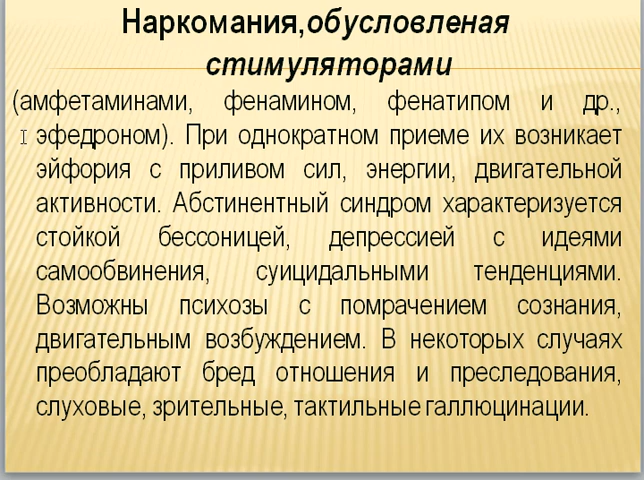 Наркомания,обусловленая
стимуляторами
(амфетаминами, фенамином, фенатипом и др.,
эфедроном). При однократном приеме их возникает
эйфория с приливом сил, энергии, двигательной
активности. Абстинентный синдром характеризуется
стойкой бессоницей, депрессией с идеями
самообвинения, суицидальными тенденциями.
Возможны психозы с помрачением сознания,
двигательным возбуждением. В некоторых случаях
преобладают бред отношения и преследования,
слуховые, зрительные, тактильные галлюцинации.